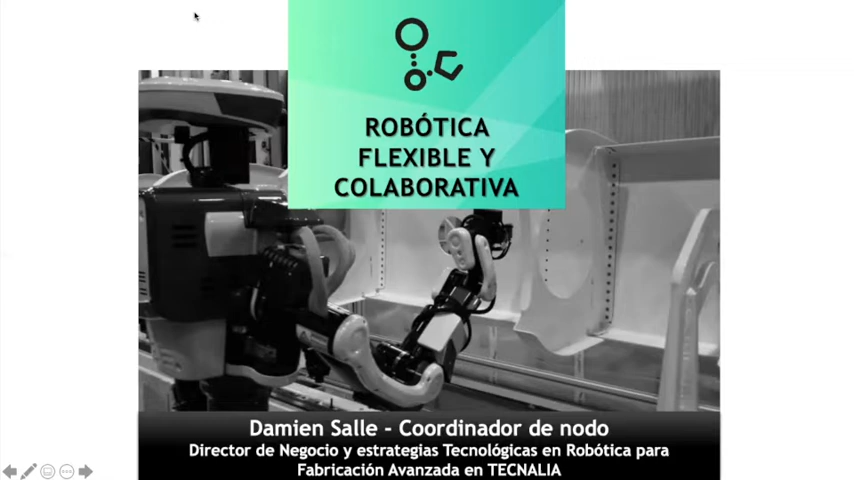 ROBÓTICA
FLEXIBLE Y
COLABORATIVA
Damien Salle - Coordinador de nodo
Director de Negocio y estrategias Tecnológicas en Robótica para
Fabricación Avanzada en TECNALIA